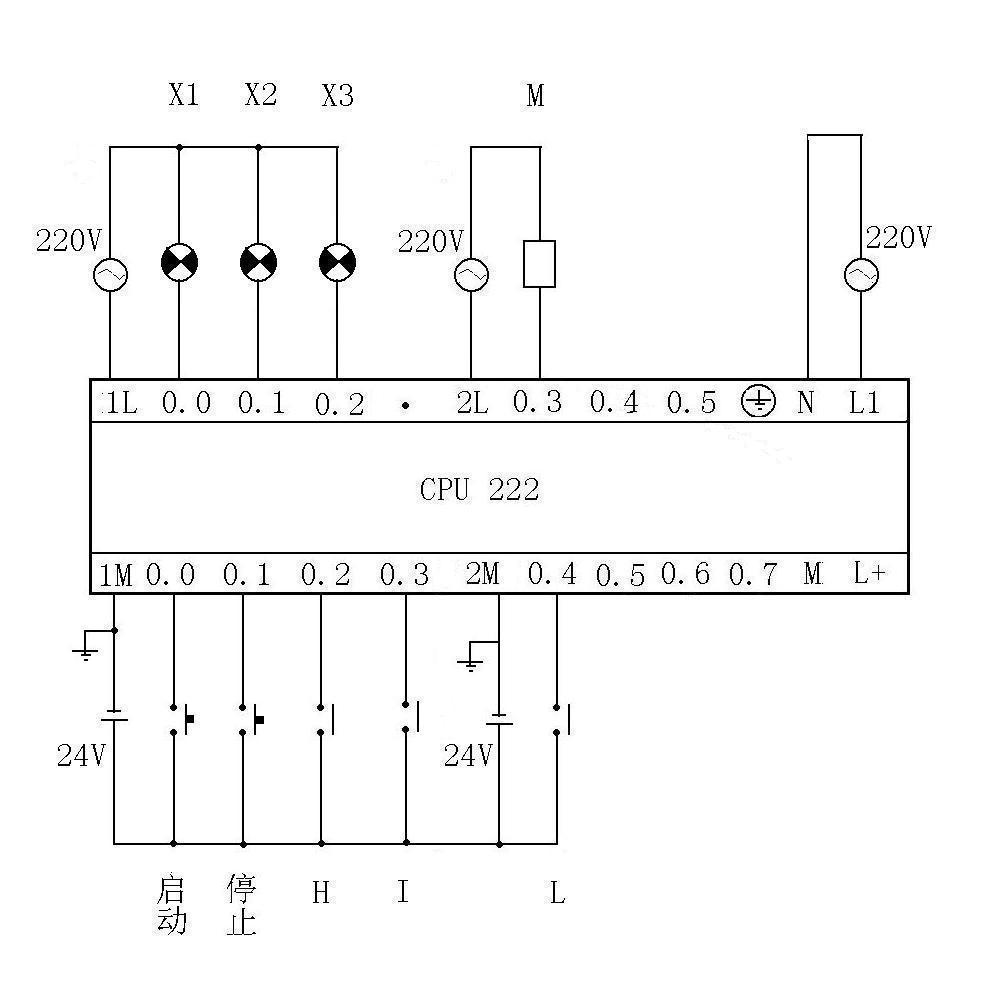 X1 X2 X3 M
220V 220V 220V
1L 0.0 0.1 0.2 • 2L 0.3 0.4 0.5 N L1
CPU 222
1M 0.0 0.1 0.2 0.3 2M 0.4 0.5 0.6 0.7 M L+
24V 24V
启动 停止 H I L